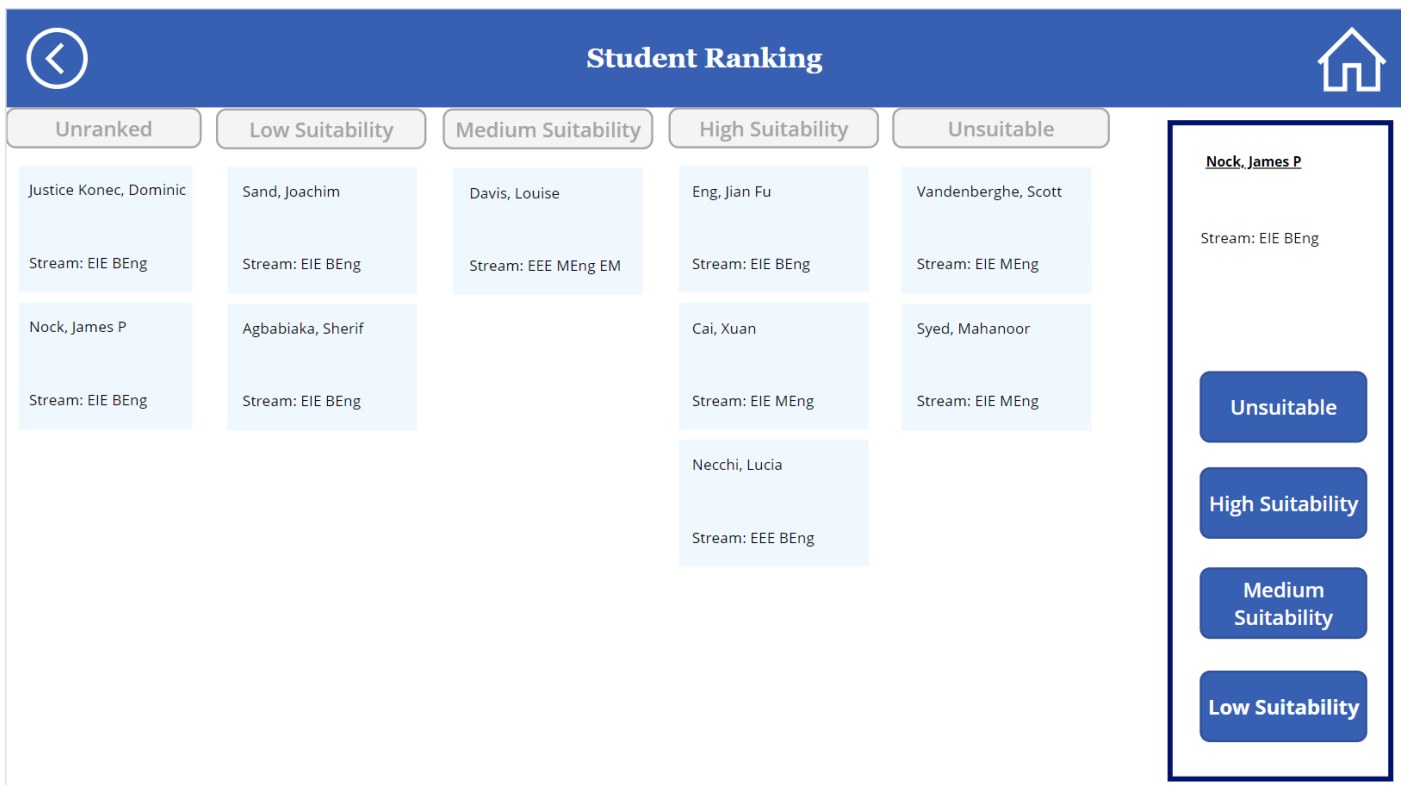 Student Ranking
Unranked
Low Suitability
Medium Suitability
High Suitability
Unsuitable
Justice Konec, Dominic
Stream: EIE BEng
Nock, James P
Stream: EIE BEng
Sand, Joachim
Stream: EIE BEng
Agbabiaka, Sherif
Stream: EIE BEng
Davis, Louise
Stream: EEE MEng EM
Eng, Jian Fu
Stream: EIE BEng
Cai, Xuan
Stream: EIE MEng
Necchi, Lucia
Stream: EEE BEng
Vandenberghe, Scott
Stream: EIE MEng
Syed, Mahanoor
Stream: EIE MEng
Nock, James P
Stream: EIE BEng
Unsuitable
High Suitability
Medium
Suitability
Low Suitability